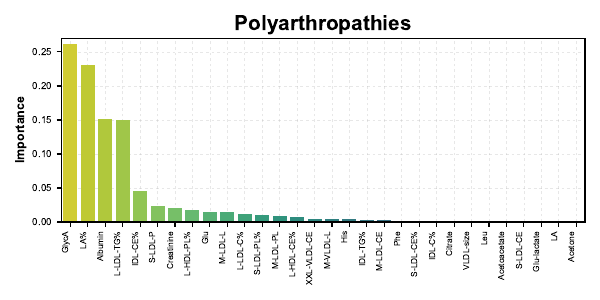 Polyarthropathies
Importance
0.25
0.20
0.15
0.10
0.05
0.00
GlycA
LA%
Albumin
L-LDL-TG%
IDL-CE%
S-LDL-P
Creatinine
L-HDL-PL%
Glu
M-LDL-L
L-LDL-C%
S-LDL-PL%
M-LDL-PL
L-HDL-CE%
XXL-VLDL-CE
M-VLDL-L
His
IDL-TG%
M-LDL-CE
Phe
S-LDL-CE%
IDL-C%
Citrate
VLDL-size
Leu
Acetoacetate
S-LDL-CE
Glu-lactate
LA
Acetone